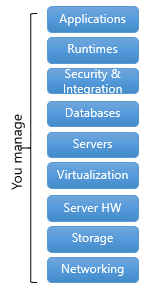 Applications
Runtimes
Security &
Integration
Databases
Servers
Virtualization
Server HW
Storage
Networking
You manage